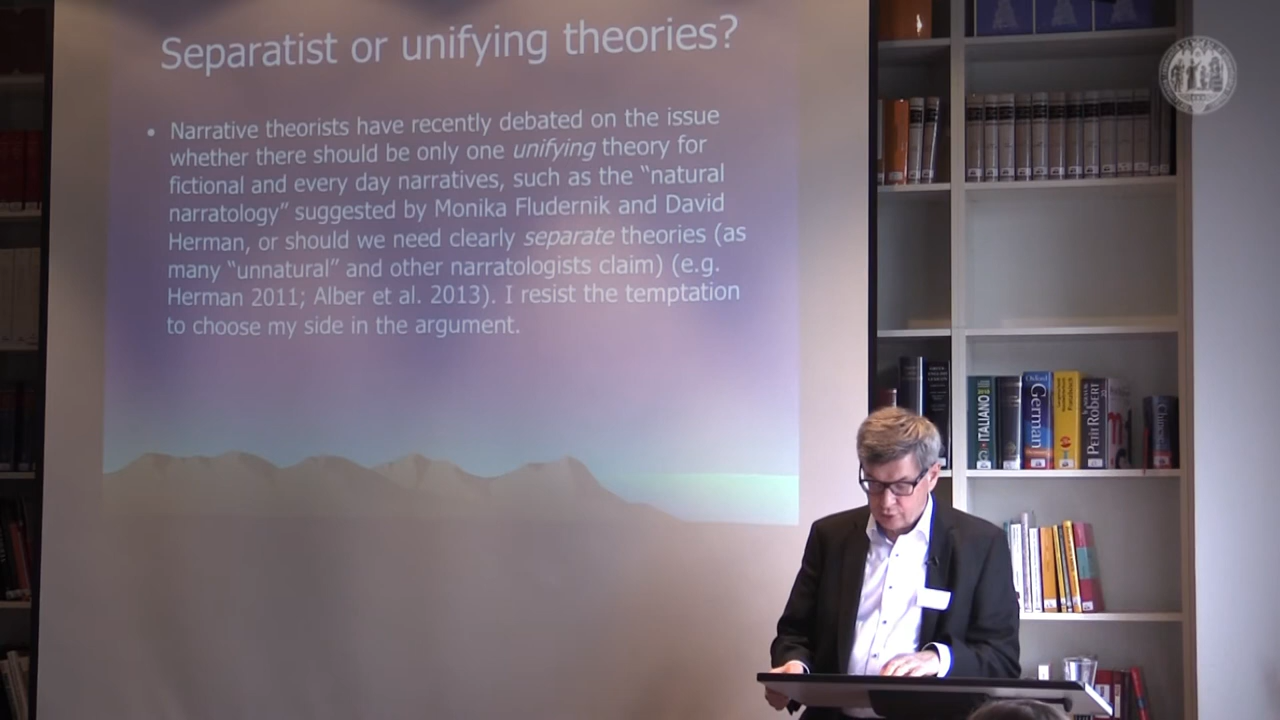 Separatist or unifying theories?
• Narrative theorists have recently debated on the issue
whether there should be only one unifying theory for
fictional and every day narratives, such as the “natural
narratology” suggested by Monika Fludernik and David
Herman, or should we need clearly separate theories (as
many “unnatural” and other narratologists claim) (e.g.
Herman 2011; Alber et al. 2013). I resist the temptation
to choose my side in the argument.
ITALIANO
Oxford
German
PETIT ROBERT